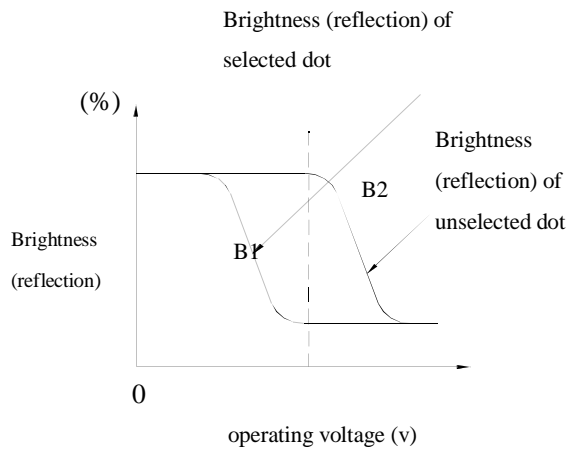 Brightness (reflection) of
selected dot
(%)
Brightness
(reflection) of
unselected dot
B2
B1
Brightness
(reflection)
0
operating voltage (v)